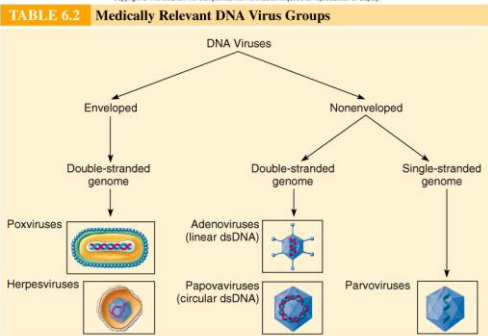 TABLE 6.2 Medically Relevant DNA Virus Groups
DNA Viruses
Enveloped
Nonenveloped
Double-stranded
genome
Double-stranded
genome
Single-stranded
genome
Poxviruses
Adenoviruses
(linear dsDNA)
Herpesviruses
Papovaviruses
(circular dsDNA)
Parvoviruses